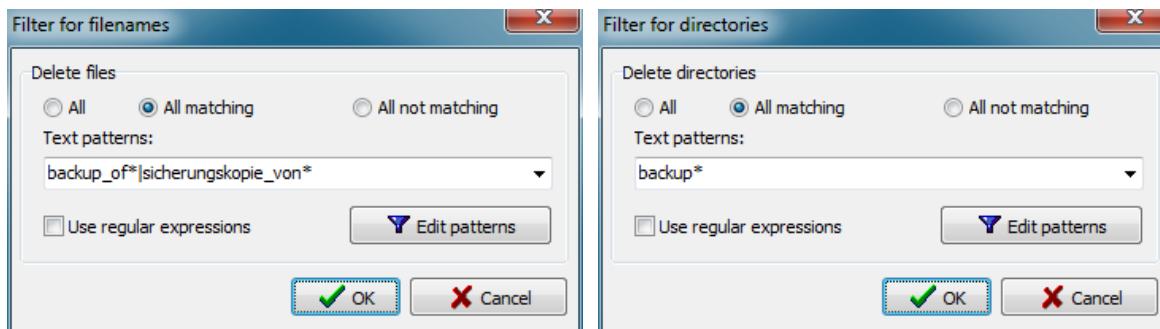 Filter for filenames
Delete files
All All matching All not matching
Text patterns:
backup_of*|sicherungskopie_von*
Use regular expressions Edit patterns
OK Cancel
Filter for directories
Delete directories
All All matching All not matching
Text patterns:
backup*
Use regular expressions Edit patterns
OK Cancel